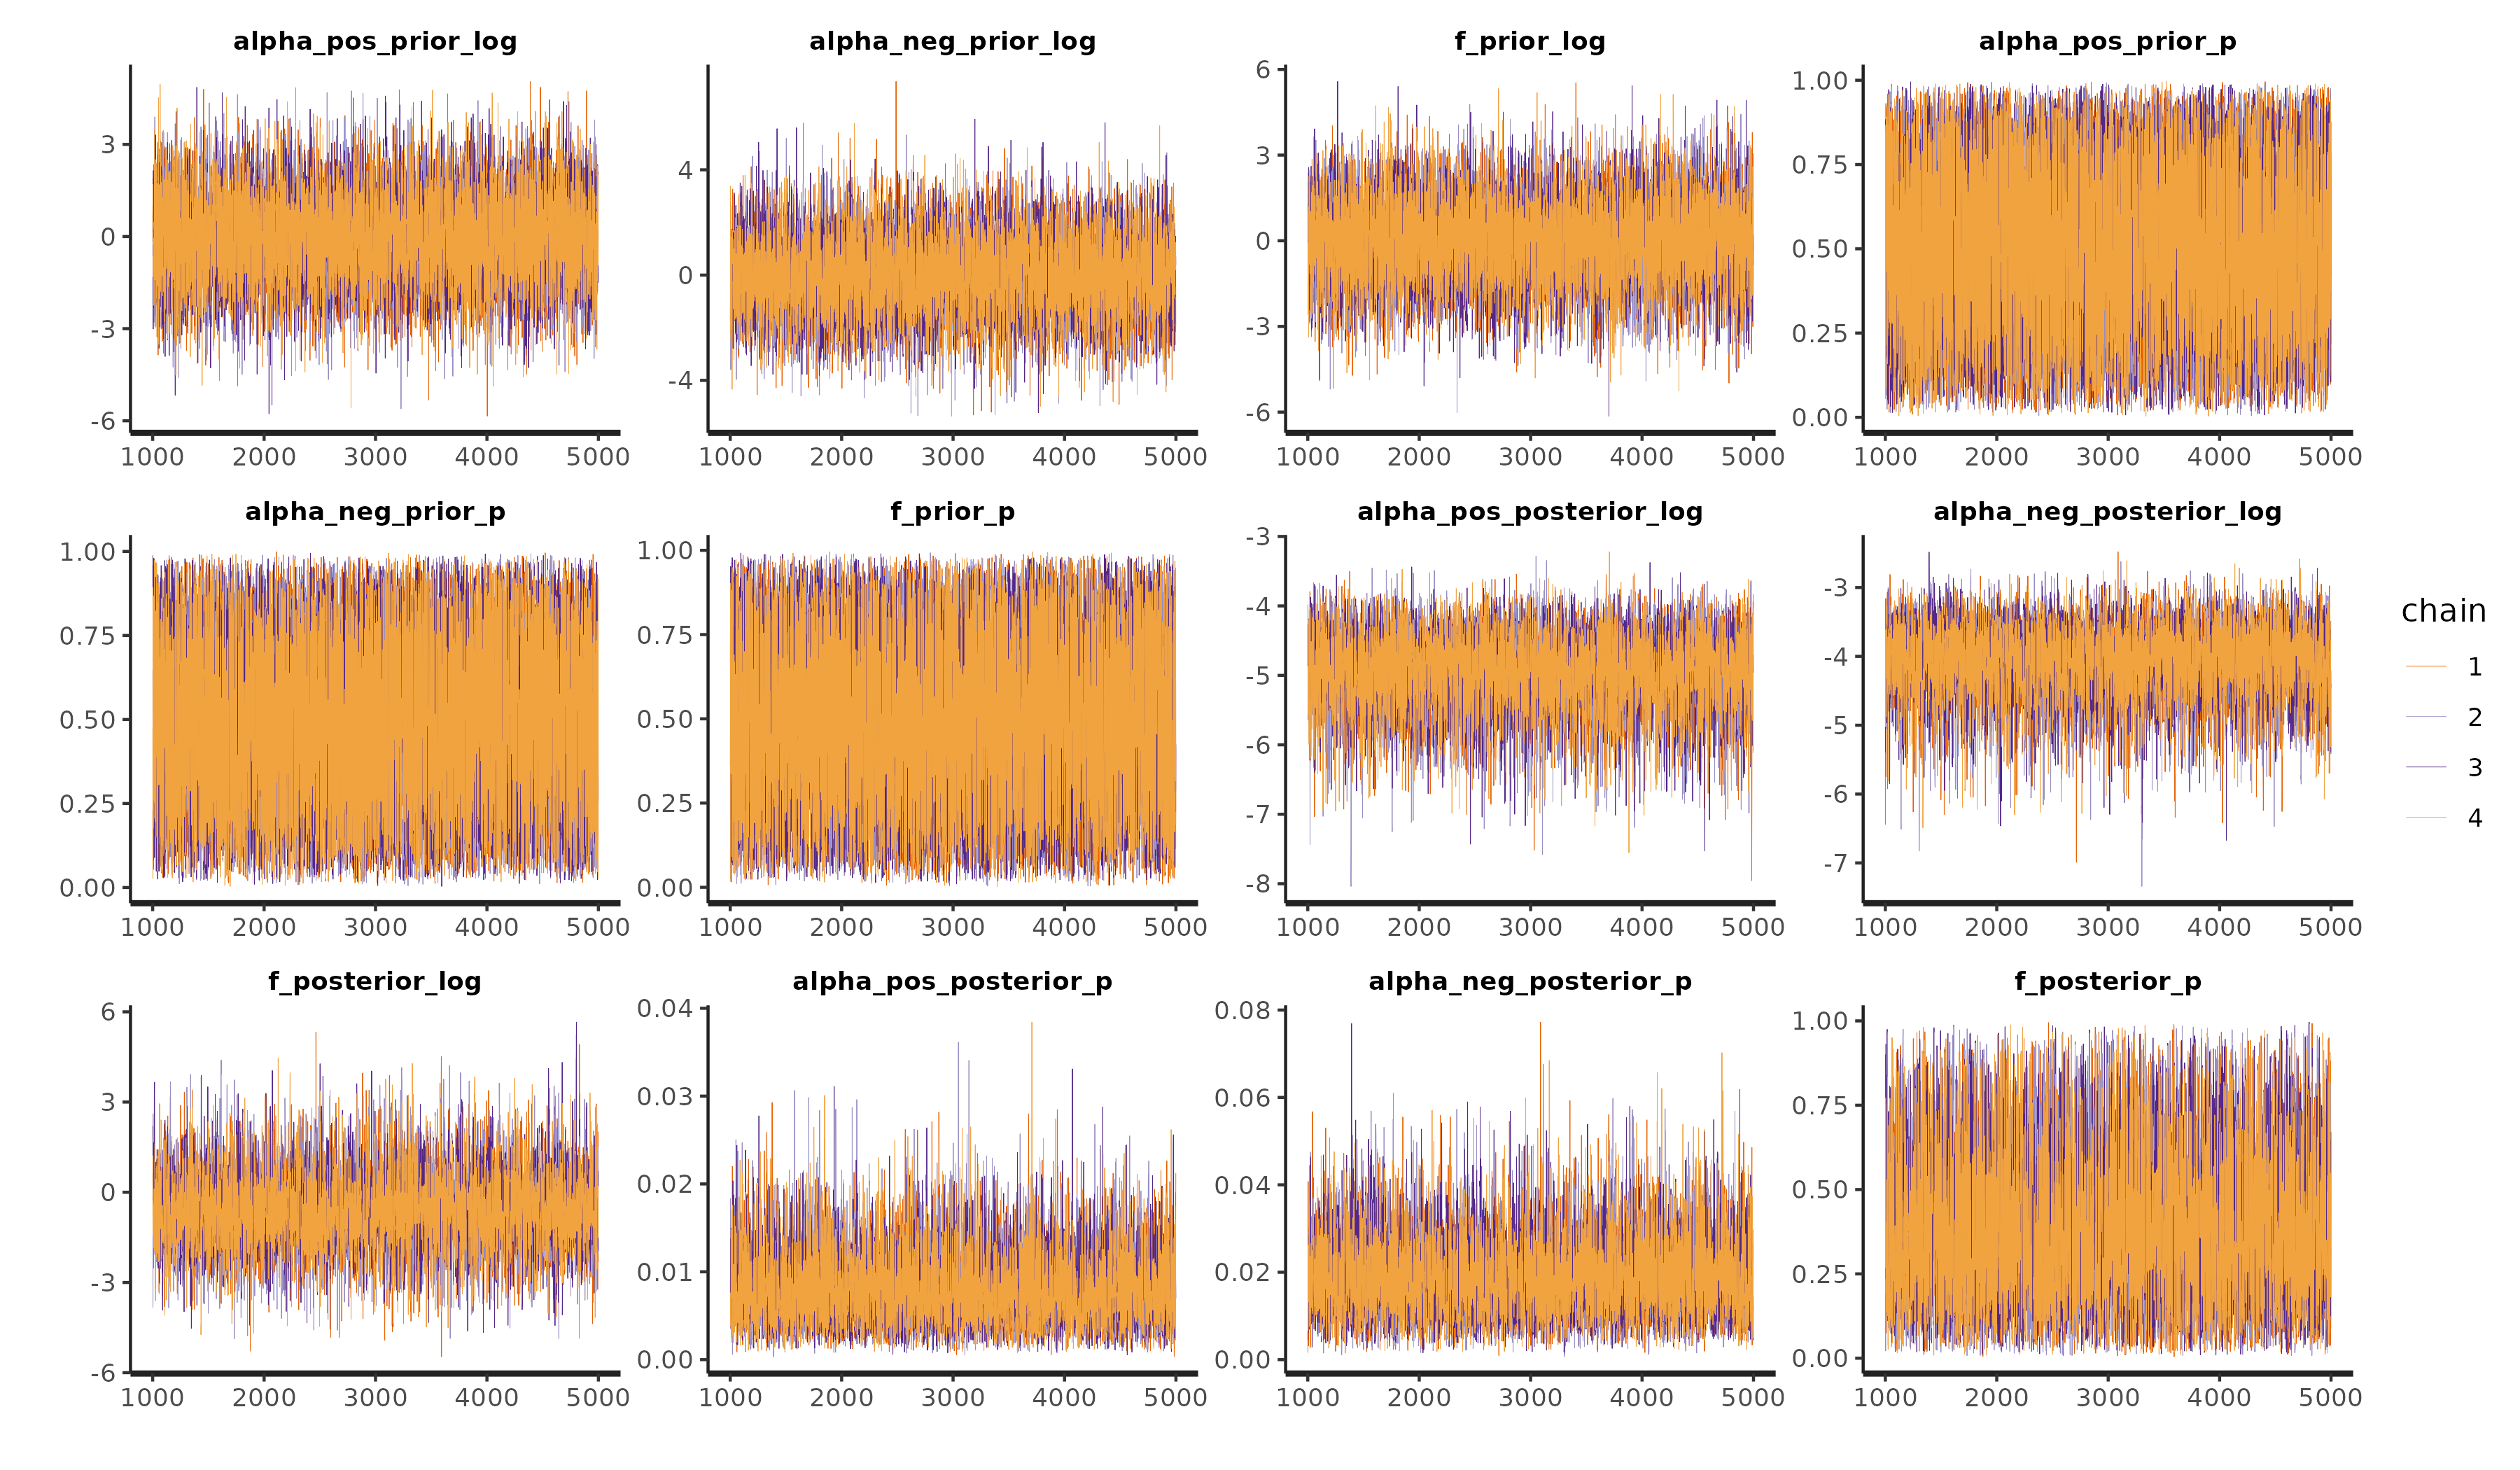 alpha_pos_prior_log
3
0
-3
-6
1000 2000 3000 4000 5000
alpha_neg_prior_log
4
0
-4
1000 2000 3000 4000 5000
f_prior_log
6
3
0
-3
-6
1000 2000 3000 4000 5000
alpha_pos_prior_p
1.00
0.75
0.50
0.25
0.00
1000 2000 3000 4000 5000
alpha_neg_prior_p
1.00
0.75
0.50
0.25
0.00
1000 2000 3000 4000 5000
f_prior_p
1.00
0.75
0.50
0.25
0.00
1000 2000 3000 4000 5000
alpha_pos_posterior_log
-3
-4
-5
-6
-7
-8
1000 2000 3000 4000 5000
alpha_neg_posterior_log
-3
-4
-5
-6
-7
1000 2000 3000 4000 5000
f_posterior_log
6
3
0
-3
-6
1000 2000 3000 4000 5000
alpha_pos_posterior_p
0.04
0.03
0.02
0.01
0.00
1000 2000 3000 4000 5000
alpha_neg_posterior_p
0.08
0.06
0.04
0.02
0.00
1000 2000 3000 4000 5000
f_posterior_p
1.00
0.75
0.50
0.25
0.00
1000 2000 3000 4000 5000
chain
1
2
3
4